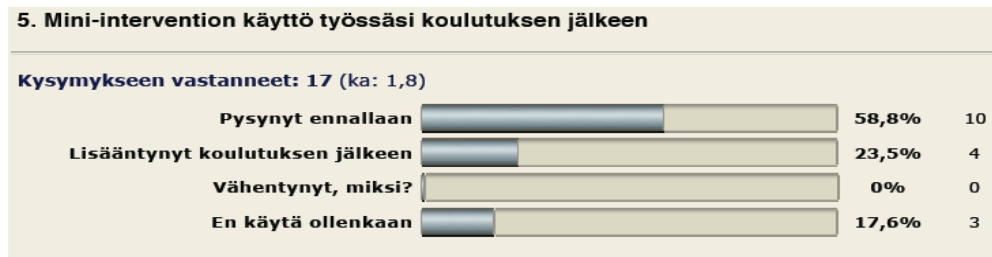 5. Mini-intervention käyttö työssäsi koulutuksen jälkeen
Kysymykseen vastanneet: 17 (ka: 1,8)
Pysynyt ennallaan 58,8% 10
Lisääntynyt koulutuksen jälkeen 23,5% 4
Vähentynyt, miksi? 0% 0
En käytä ollenkaan 17,6% 3